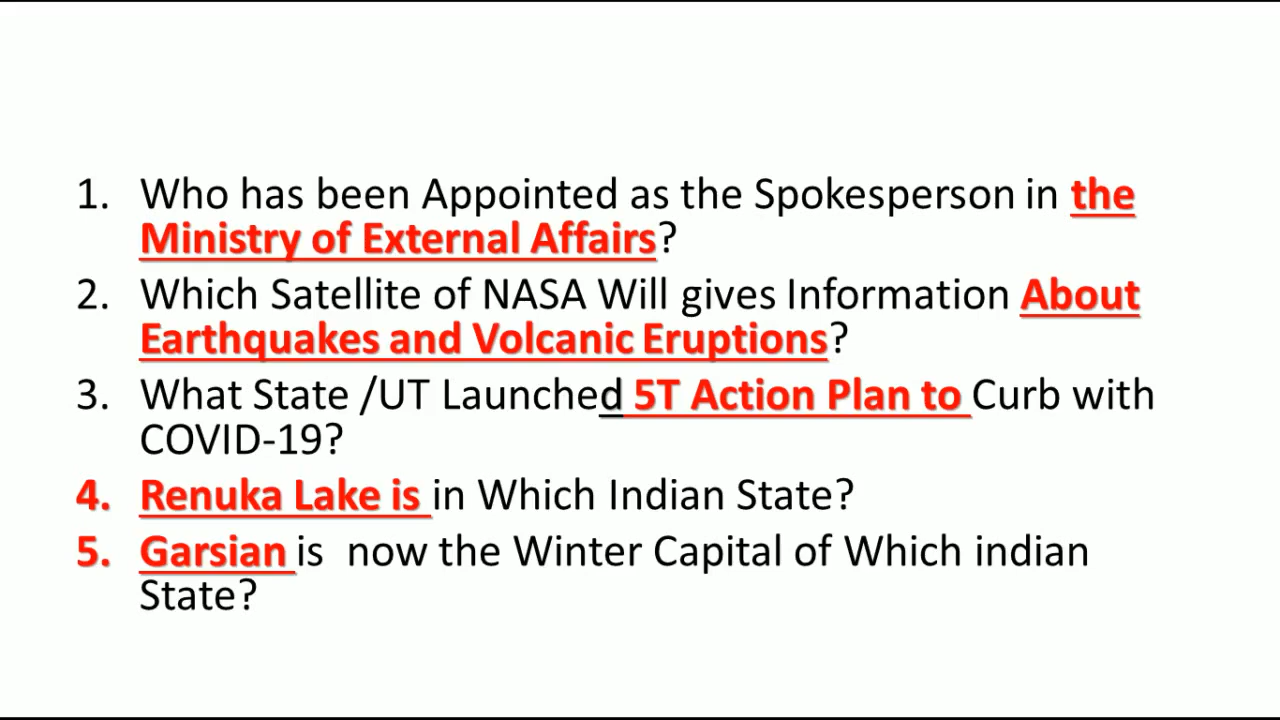 1. Who has been Appointed as the Spokesperson in the
Ministry of External Affairs?
2. Which Satellite of NASA Will gives Information About
Earthquakes and Volcanic Eruptions?
3. What State /UT Launched 5T Action Plan to Curb with
COVID-19?
4. Renuka Lake is in Which Indian State?
5. Garsian is now the Winter Capital of Which indian
State?